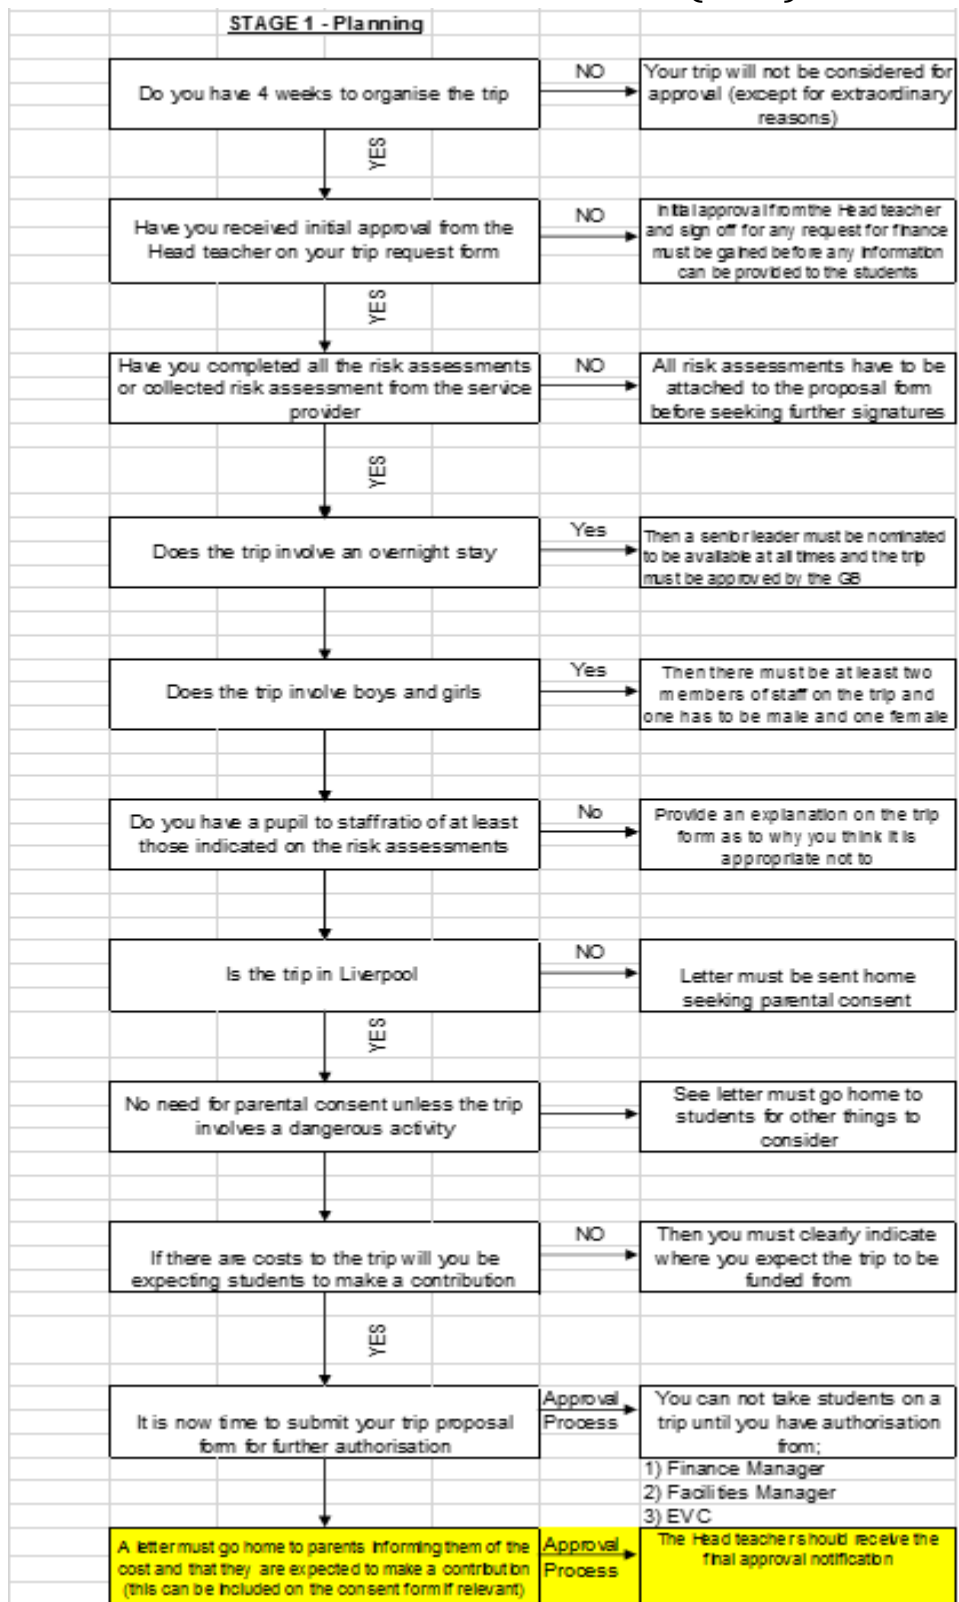 STAGE 1 - Planning
Do you have 4 weeks to organise the trip
NO
Your trip will not be considered for
approval (except for extraordinary
reasons)
YES
Have you received initial approval from the
Head teacher on your trip request form
NO
Initial approval from the Head teacher
and sign off for any request for finance
must be gained before any information
can be provided to the students
YES
Have you completed all the risk assessments
or collected risk assessment from the service
provider
NO
All risk assessments have to be
attached to the proposal form
before seeking further signatures
YES
Does the trip involve an overnight stay
Yes
Then a senior leader must be nominated
to be available at all times and the trip
must be approved by the GB
Does the trip involve boys and girls
Yes
Then there must be at least two
members of staff on the trip and
one has to be male and one female
Do you have a pupil to staff ratio of at least
those indicated on the risk assessments
No
Provide an explanation on the trip
form as to why you think it is
appropriate not to
Is the trip in Liverpool
NO
Letter must be sent home
seeking parental consent
YES
No need for parental consent unless the trip
involves a dangerous activity
See letter must go home to
students for other things to
consider
If there are costs to the trip will you be
expecting students to make a contribution
NO
Then you must clearly indicate
where you expect the trip to be
funded from
YES
It is now time to submit your trip proposal
form for further authorisation
Approval
Process
You can not take students on a
trip until you have authorisation
from;
1) Finance Manager
2) Facilities Manager
3) EVC
A letter must go home to parents informing them of the
cost and that they are expected to make a contribution
(this can be included on the consent form if relevant)
Approval
Process
The Head teacher should receive the
final approval notification